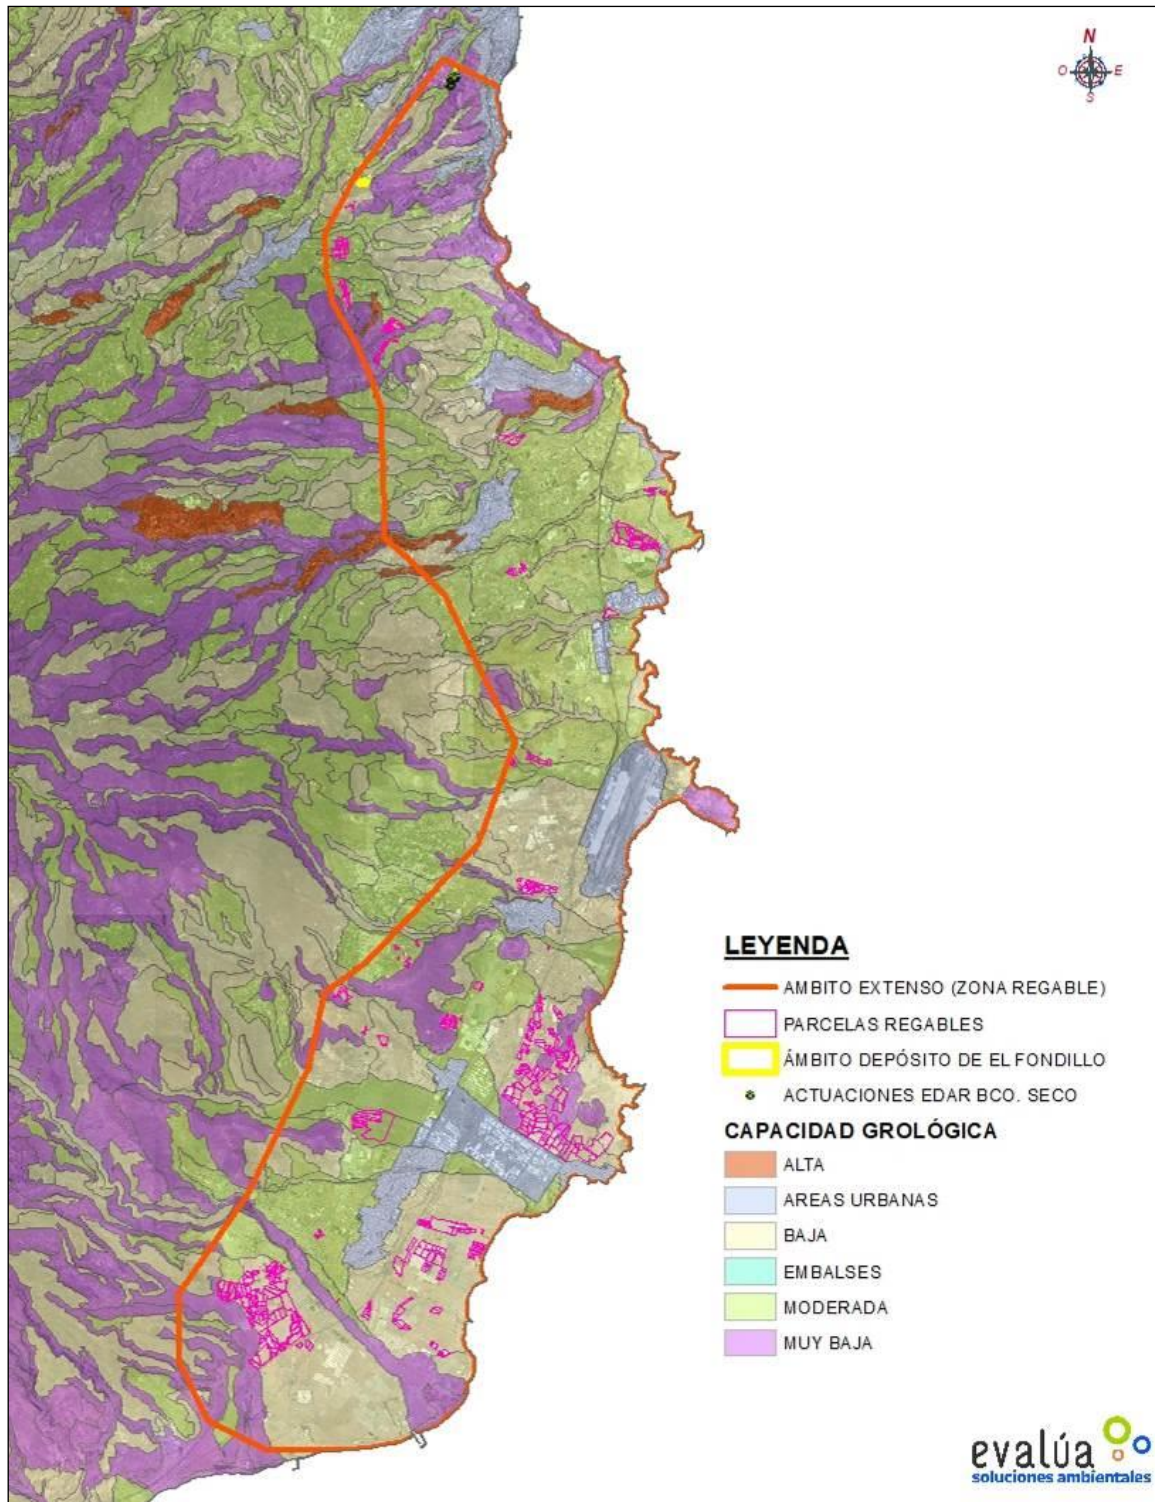 N
O E
S
LEYENDA
AMBITO EXTENSO (ZONA REGABLE)
PARCELAS REGABLES
ÁMBITO DEPÓSITO DE EL FONDILLO
ACTUACIONES EDAR BCO. SECO
CAPACIDAD GROLÓGICA
ALTA
AREAS URBANAS
BAJA
EMBALSES
MODERADA
MUY BAJA
evalúa
soluciones ambientales